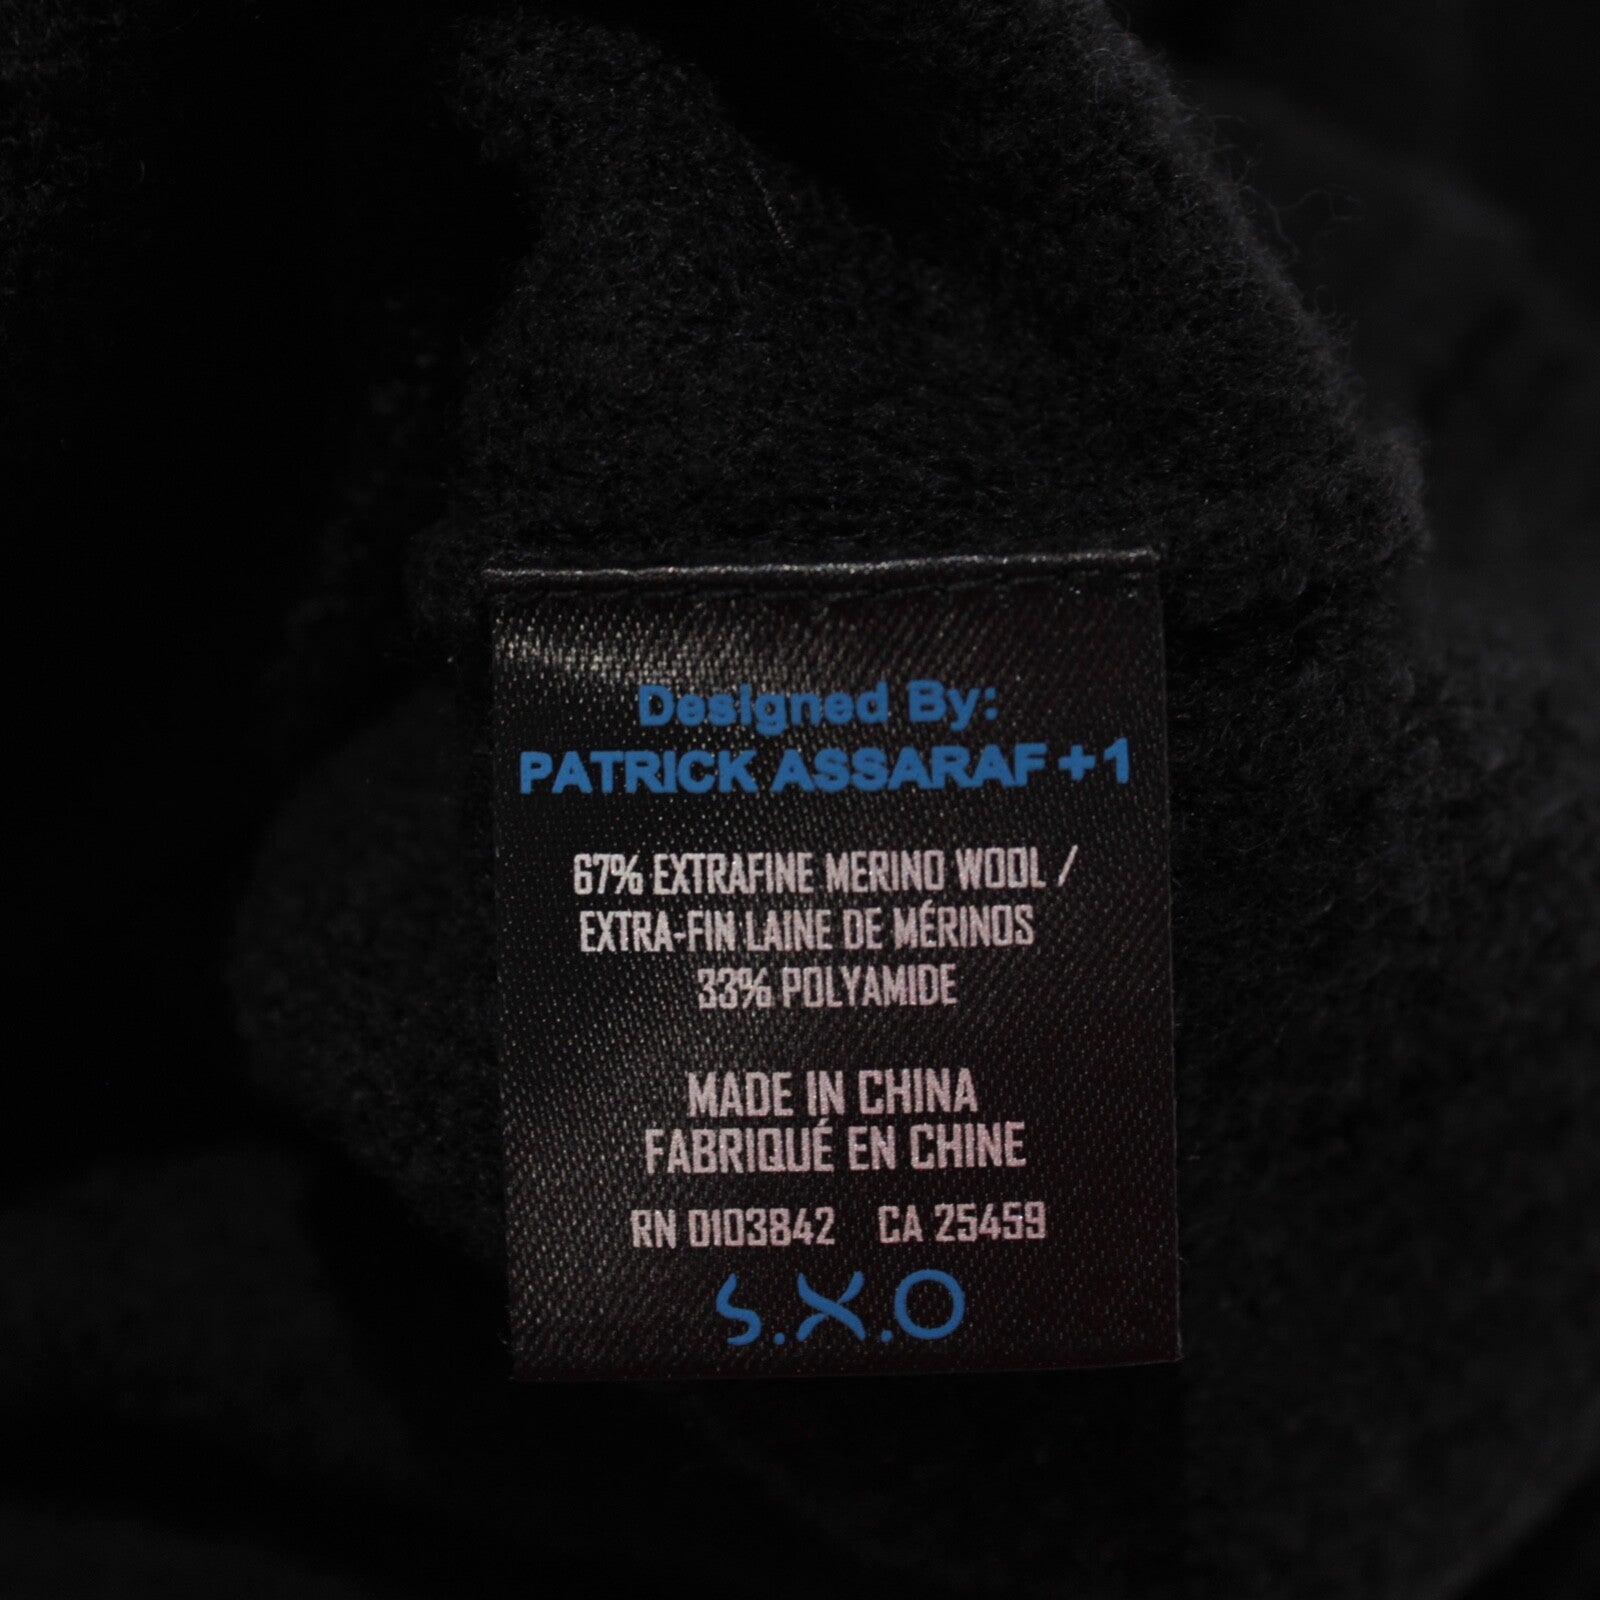 Designed By:
PATRICK ASSARAF +1
67% EXTRAFINE MERINO WOOL /
EXTRA-FIN LAINE DE MÉRINOS
33% POLYAMIDE
MADE IN CHINA
FABRIQUÉ EN CHINE
RN 0103842 CA 25459
S.X.O